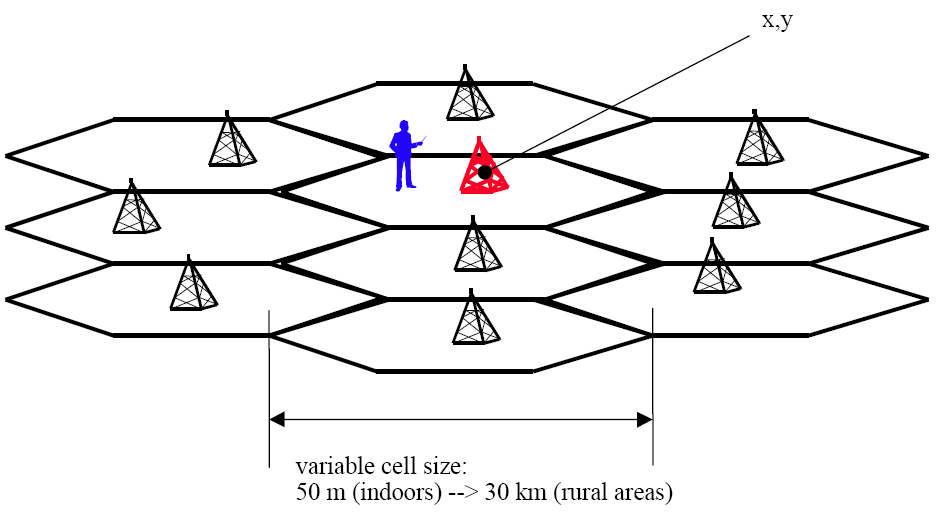 x,y
variable cell size:
50 m (indoors) --> 30 km (rural areas)